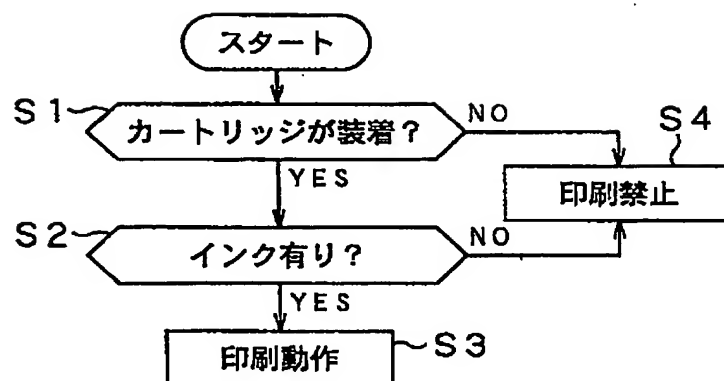 スタート
S1 カートリッジが装着? NO S4
YES 印刷禁止
S2 インク有り? NO
YES
印刷動作 S3